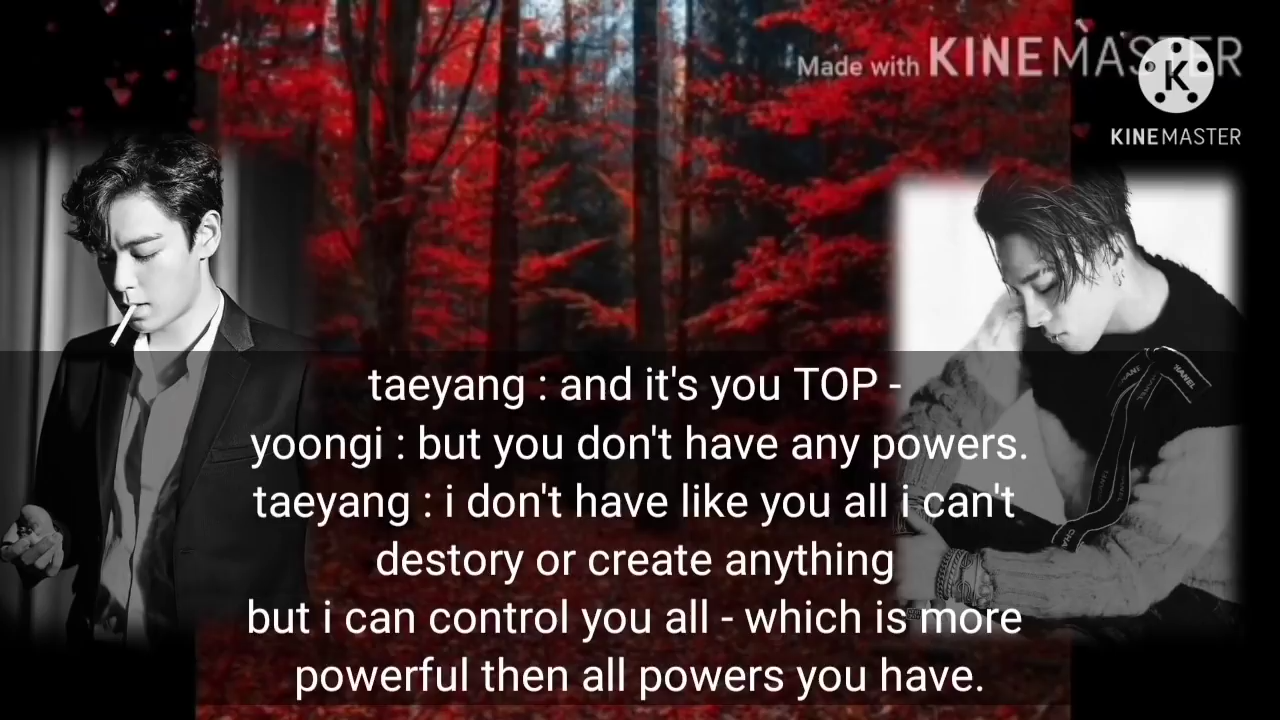 Made with KINEMASTER
KINEMASTER
taeyang : and it's you TOP -
yoongi : but you don't have any powers.
taeyang : i don't have like you all i can't
destory or create anything
but i can control you all - which is more
powerful then all powers you have.